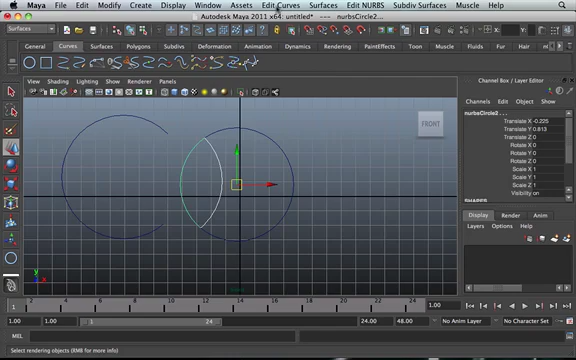 Maya File Edit Modify Create Display Window Assets Edit Curves Surfaces Edit NURBS Subdiv Surfaces Muscle Help
Autodesk Maya 2011 x64: untitled* --- nurbsCircle2...
Surfaces
General Curves Surfaces Polygons Subdivs Deformation Animation Dynamics Rendering PaintEffects Toon Muscle Fluids Fur
View Shading Lighting Show Renderer Panels
FRONT
y
x
Channel Box / Layer Editor
Channels Edit Object Show
nurbsCircle2 . . .
Translate X -0.225
Translate Y 0.813
Translate Z 0
Rotate X 0
Rotate Y 0
Rotate Z 0
Scale X 1
Scale Y 1
Scale Z 1
Visibility on
SHAPES
Display Render Anim
Layers Options Help
2 4 6 8 10 12 14 16 18 20 22 24
1.00
1.00 1.00 1 24 24.00 48.00 No Anim Layer No Character Set
MEL
Select rendering objects (RMB for more info)